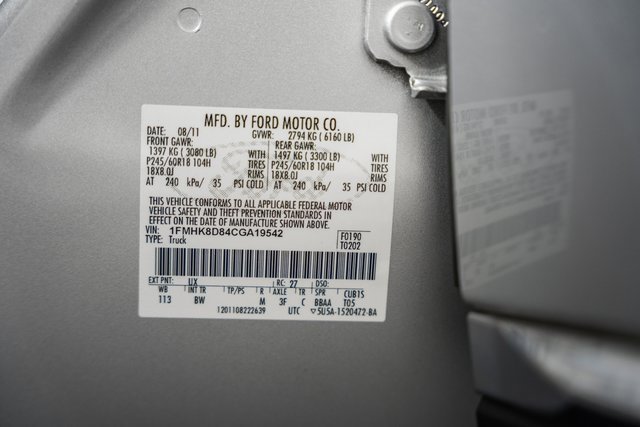 MFD. BY FORD MOTOR CO.
DATE: 08/11 GVWR: 2794 KG ( 6160 LB)
FRONT GAWR: REAR GAWR:
1397 KG ( 3080 LB) WITH 1497 KG ( 3300 LB) WITH
P245/60R18 104H TIRES P245/60R18 104H TIRES
18X8.0J RIMS 18X8.0J RIMS
AT 240 kPa/ 35 PSI COLD AT 240 kPa/ 35 PSI COLD
THIS VEHICLE CONFORMS TO ALL APPLICABLE FEDERAL MOTOR
VEHICLE SAFETY AND THEFT PREVENTION STANDARDS IN
EFFECT ON THE DATE OF MANUFACTURE SHOWN ABOVE.
VIN: 1FMHK8D84CGA19542 F0190
TYPE: Truck T0202
EXT PNT: UX RC: 27 DSO:
WB INT TR TP/PS R AXLE TR SPR CUB1S
113 BW M 3F C BBAA T05
1201108222639 UTC ▽5U5A-1520472-BA